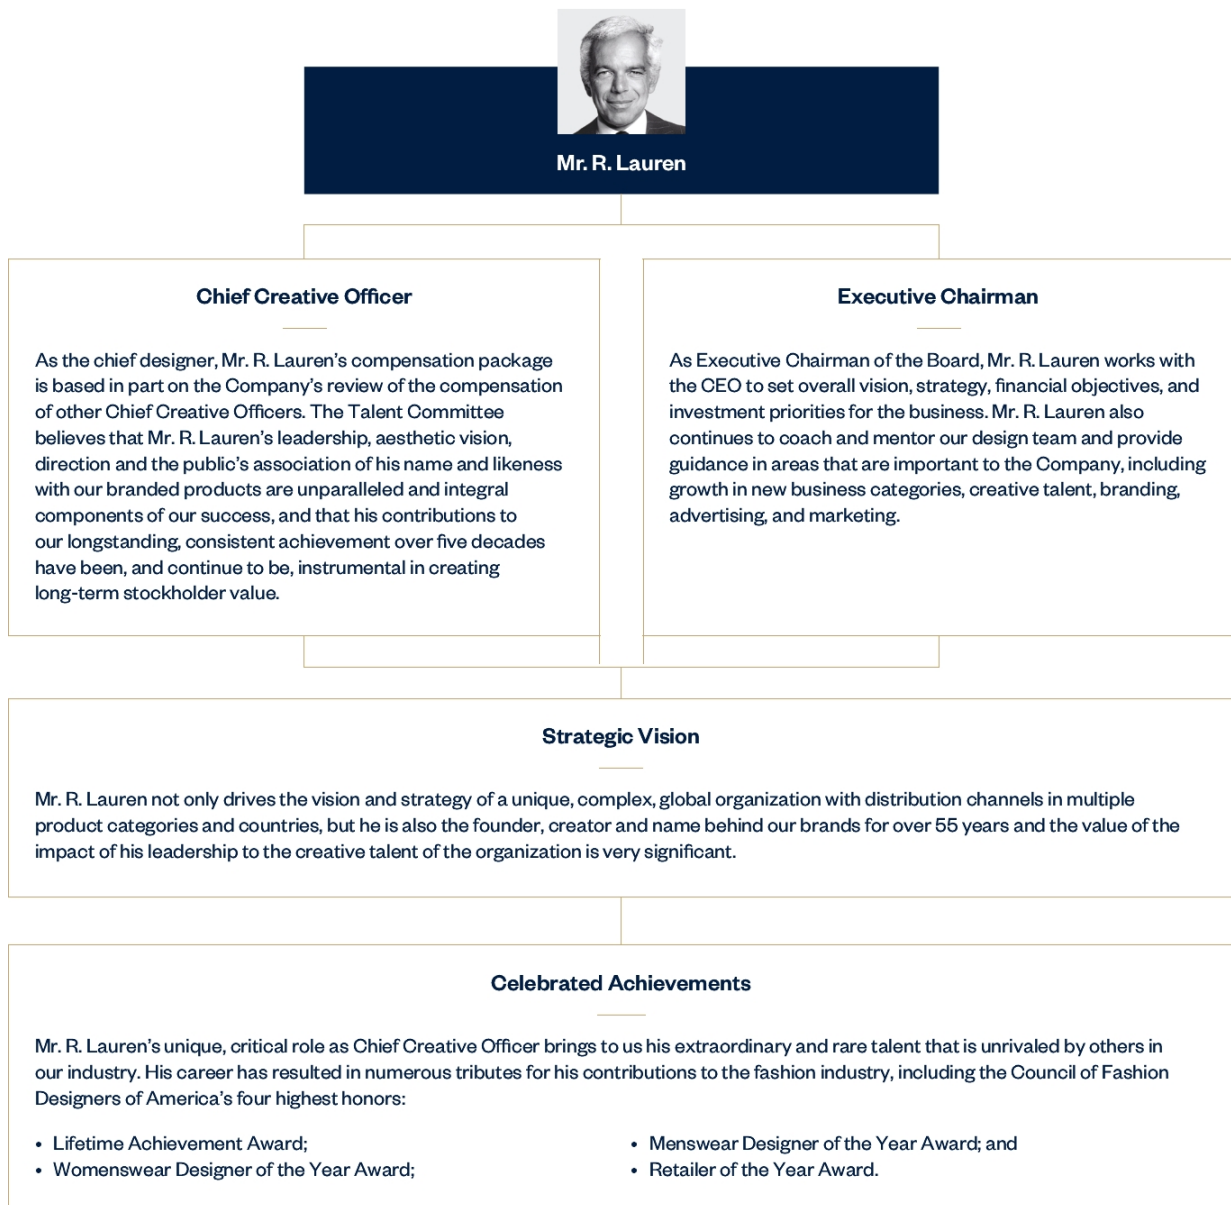 Mr. R. Lauren
Chief Creative Officer
As the chief designer, Mr. R. Lauren’s compensation package
is based in part on the Company’s review of the compensation
of other Chief Creative Officers. The Talent Committee
believes that Mr. R. Lauren’s leadership, aesthetic vision,
direction and the public’s association of his name and likeness
with our branded products are unparalleled and integral
components of our success, and that his contributions to
our longstanding, consistent achievement over five decades
have been, and continue to be, instrumental in creating
long-term stockholder value.
Executive Chairman
As Executive Chairman of the Board, Mr. R. Lauren works with
the CEO to set overall vision, strategy, financial objectives, and
investment priorities for the business. Mr. R. Lauren also
continues to coach and mentor our design team and provide
guidance in areas that are important to the Company, including
growth in new business categories, creative talent, branding,
advertising, and marketing.
Strategic Vision
Mr. R. Lauren not only drives the vision and strategy of a unique, complex, global organization with distribution channels in multiple
product categories and countries, but he is also the founder, creator and name behind our brands for over 55 years and the value of the
impact of his leadership to the creative talent of the organization is very significant.
Celebrated Achievements
Mr. R. Lauren’s unique, critical role as Chief Creative Officer brings to us his extraordinary and rare talent that is unrivaled by others in
our industry. His career has resulted in numerous tributes for his contributions to the fashion industry, including the Council of Fashion
Designers of America’s four highest honors:
• Lifetime Achievement Award;
• Womenswear Designer of the Year Award;
• Menswear Designer of the Year Award; and
• Retailer of the Year Award.